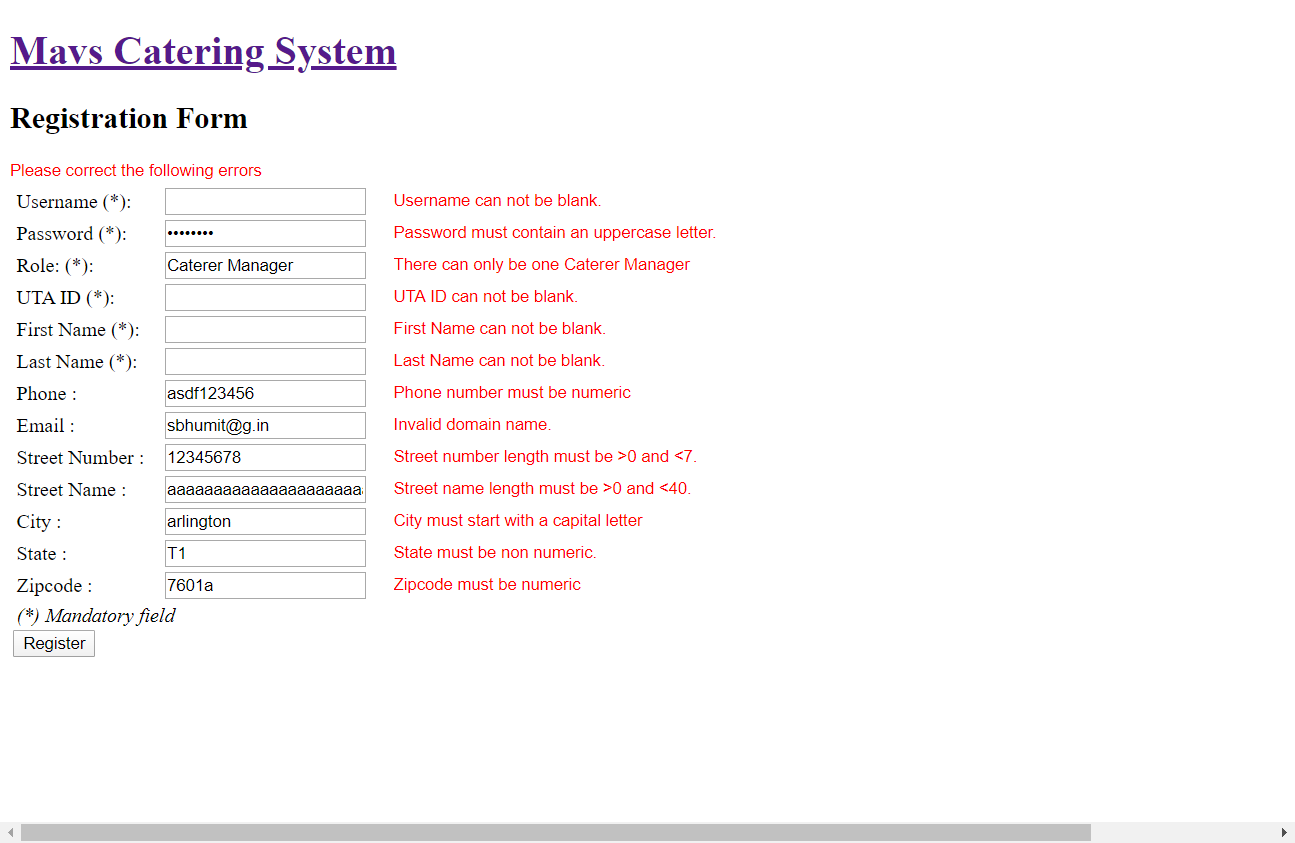 Mavs Catering System
Registration Form
Please correct the following errors
Username (*): Username can not be blank.
Password (*): •••••••• Password must contain an uppercase letter.
Role: (*): Caterer Manager There can only be one Caterer Manager
UTA ID (*): UTA ID can not be blank.
First Name (*): First Name can not be blank.
Last Name (*): Last Name can not be blank.
Phone : asdf123456 Phone number must be numeric
Email : sbhumit@g.in Invalid domain name.
Street Number : 12345678 Street number length must be >0 and <7.
Street Name : aaaaaaaaaaaaaaaaaaaaa Street name length must be >0 and <40.
City : arlington City must start with a capital letter
State : T1 State must be non numeric.
Zipcode : 7601a Zipcode must be numeric
(*) Mandatory field
Register